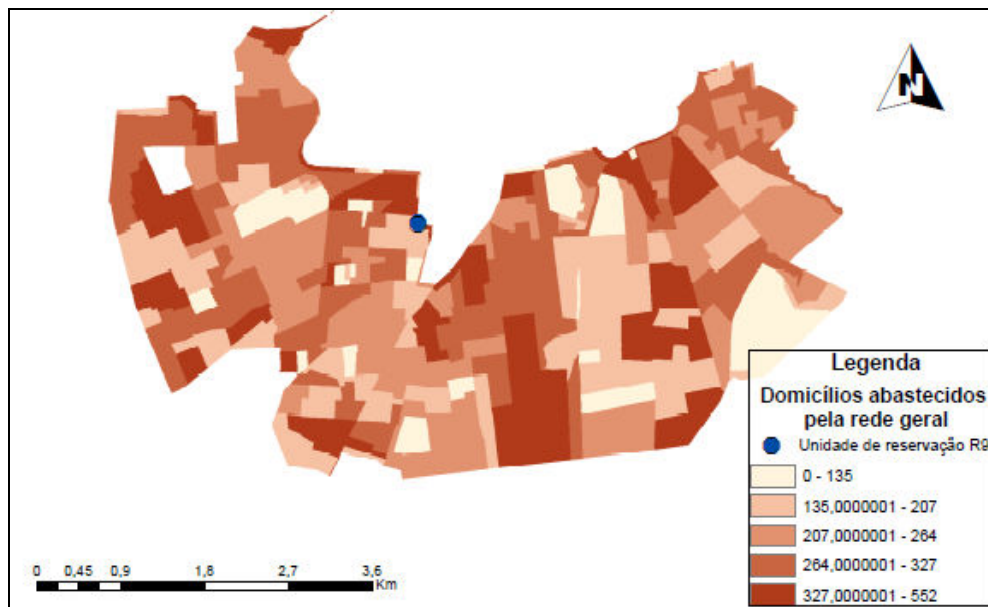 N
Legenda
Domicílios abastecidos
pela rede geral
Unidade de reservação R9
0 - 135
135,0000001 - 207
207,0000001 - 264
264,0000001 - 327
327,0000001 - 552
0 0,45 0,9 1,8 2,7 3,6
Km